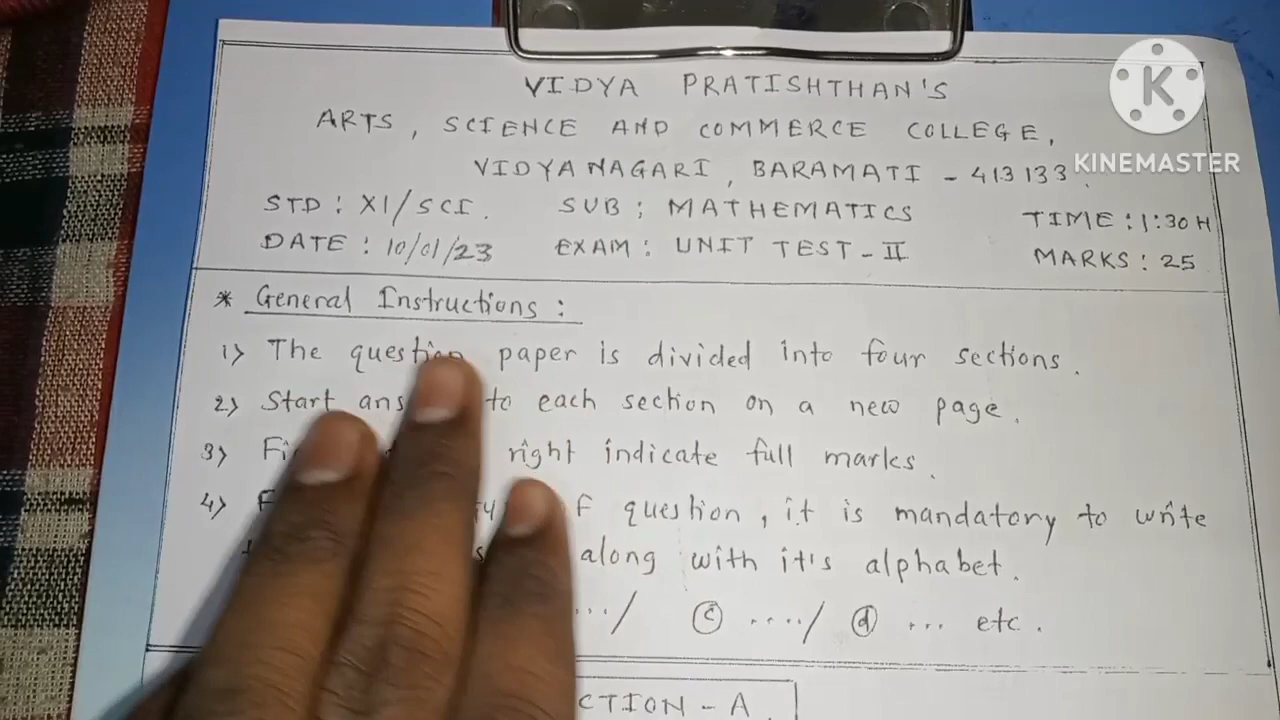 VIDYA PRATISHTHAN'S
ARTS, SCIENCE AND COMMERCE COLLEGE,
VIDYANAGARI, BARAMATI - 413133.
KINEMASTER
STD : XI/SCI. SUB : MATHEMATICS TIME : 1:30 H
DATE : 10/01/23 EXAM : UNIT TEST - II MARKS : 25
* General Instructions :
1) The question paper is divided into four sections.
2) Start to each section on a new page.
3) right indicate full marks.
4) of question, it is mandatory to write
along with it's alphabet.
.../ (c) ..../ (d) ... etc.
CTION - A